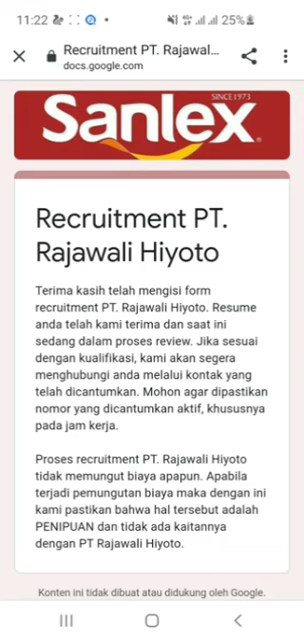 11:22
25%
Recruitment PT. Rajawal...
docs.google.com
SINCE 1973
Sanlex
Recruitment PT.
Rajawali Hiyoto
Terima kasih telah mengisi form
recruitment PT. Rajawali Hiyoto. Resume
anda telah kami terima dan saat ini
sedang dalam proses review. Jika sesuai
dengan kualifikasi, kami akan segera
menghubungi anda melalui kontak yang
telah dicantumkan. Mohon agar dipastikan
nomor yang dicantumkan aktif, khususnya
pada jam kerja.
Proses recruitment PT. Rajawali Hiyoto
tidak memungut biaya apapun. Apabila
terjadi pemungutan biaya maka dengan ini
kami pastikan bahwa hal tersebut adalah
PENIPUAN dan tidak ada kaitannya
dengan PT Rajawali Hiyoto.
Konten ini tidak dibuat atau didukung oleh Google.